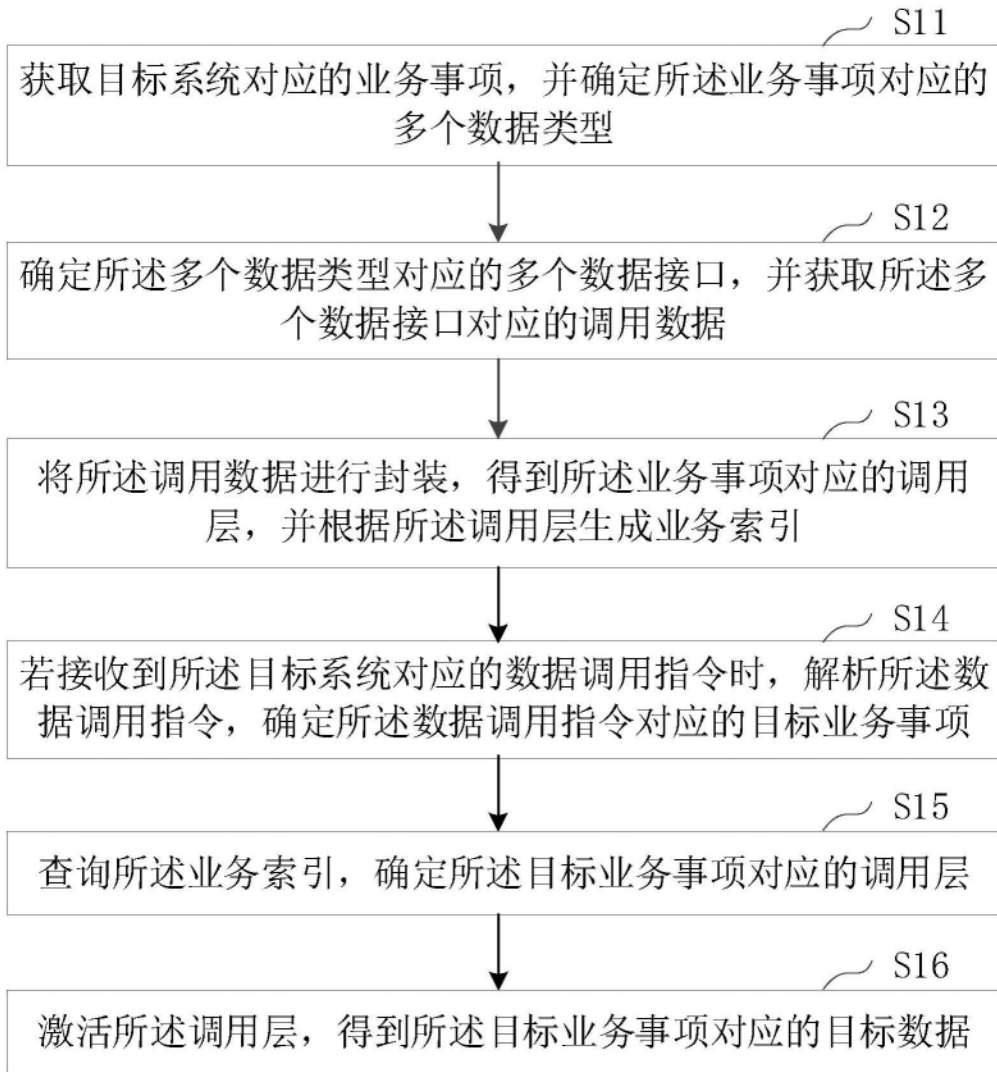 S11
获取目标系统对应的业务事项，并确定所述业务事项对应的
多个数据类型
S12
确定所述多个数据类型对应的多个数据接口，并获取所述多
个数据接口对应的调用数据
S13
将所述调用数据进行封装，得到所述业务事项对应的调用
层，并根据所述调用层生成业务索引
S14
若接收到所述目标系统对应的数据调用指令时，解析所述数
据调用指令，确定所述数据调用指令对应的目标业务事项
S15
查询所述业务索引，确定所述目标业务事项对应的调用层
S16
激活所述调用层，得到所述目标业务事项对应的目标数据